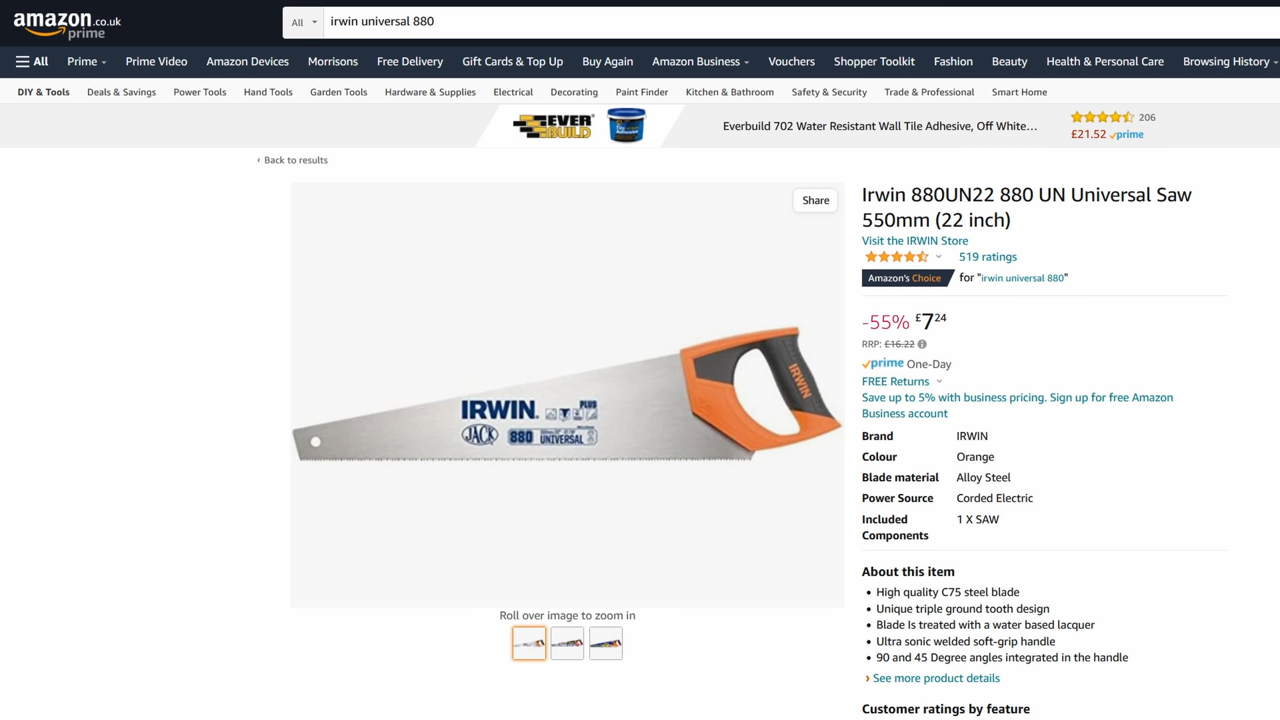 amazon.co.uk
prime
All
irwin universal 880
All
Prime
Prime Video
Amazon Devices
Morrisons
Free Delivery
Gift Cards & Top Up
Buy Again
Amazon Business
Vouchers
Shopper Toolkit
Fashion
Beauty
Health & Personal Care
Browsing History
DIY & Tools
Deals & Savings
Power Tools
Hand Tools
Garden Tools
Hardware & Supplies
Electrical
Decorating
Paint Finder
Kitchen & Bathroom
Safety & Security
Trade & Professional
Smart Home
EVER
BUILD
Everbuild 702 Water Resistant Wall Tile Adhesive, Off White...
206
£21.52 prime
‹ Back to results
Share
IRWIN
IRWIN. PLUS
JACK 880 UNIVERSAL
Roll over image to zoom in
Irwin 880UN22 880 UN Universal Saw
550mm (22 inch)
Visit the IRWIN Store
519 ratings
Amazon's Choice for "irwin universal 880"
-55% £7 24
RRP: £16.22
prime One-Day
FREE Returns
Save up to 5% with business pricing. Sign up for free Amazon
Business account
Brand IRWIN
Colour Orange
Blade material Alloy Steel
Power Source Corded Electric
Included 1 X SAW
Components
About this item
• High quality C75 steel blade
• Unique triple ground tooth design
• Blade Is treated with a water based lacquer
• Ultra sonic welded soft-grip handle
• 90 and 45 Degree angles integrated in the handle
› See more product details
Customer ratings by feature